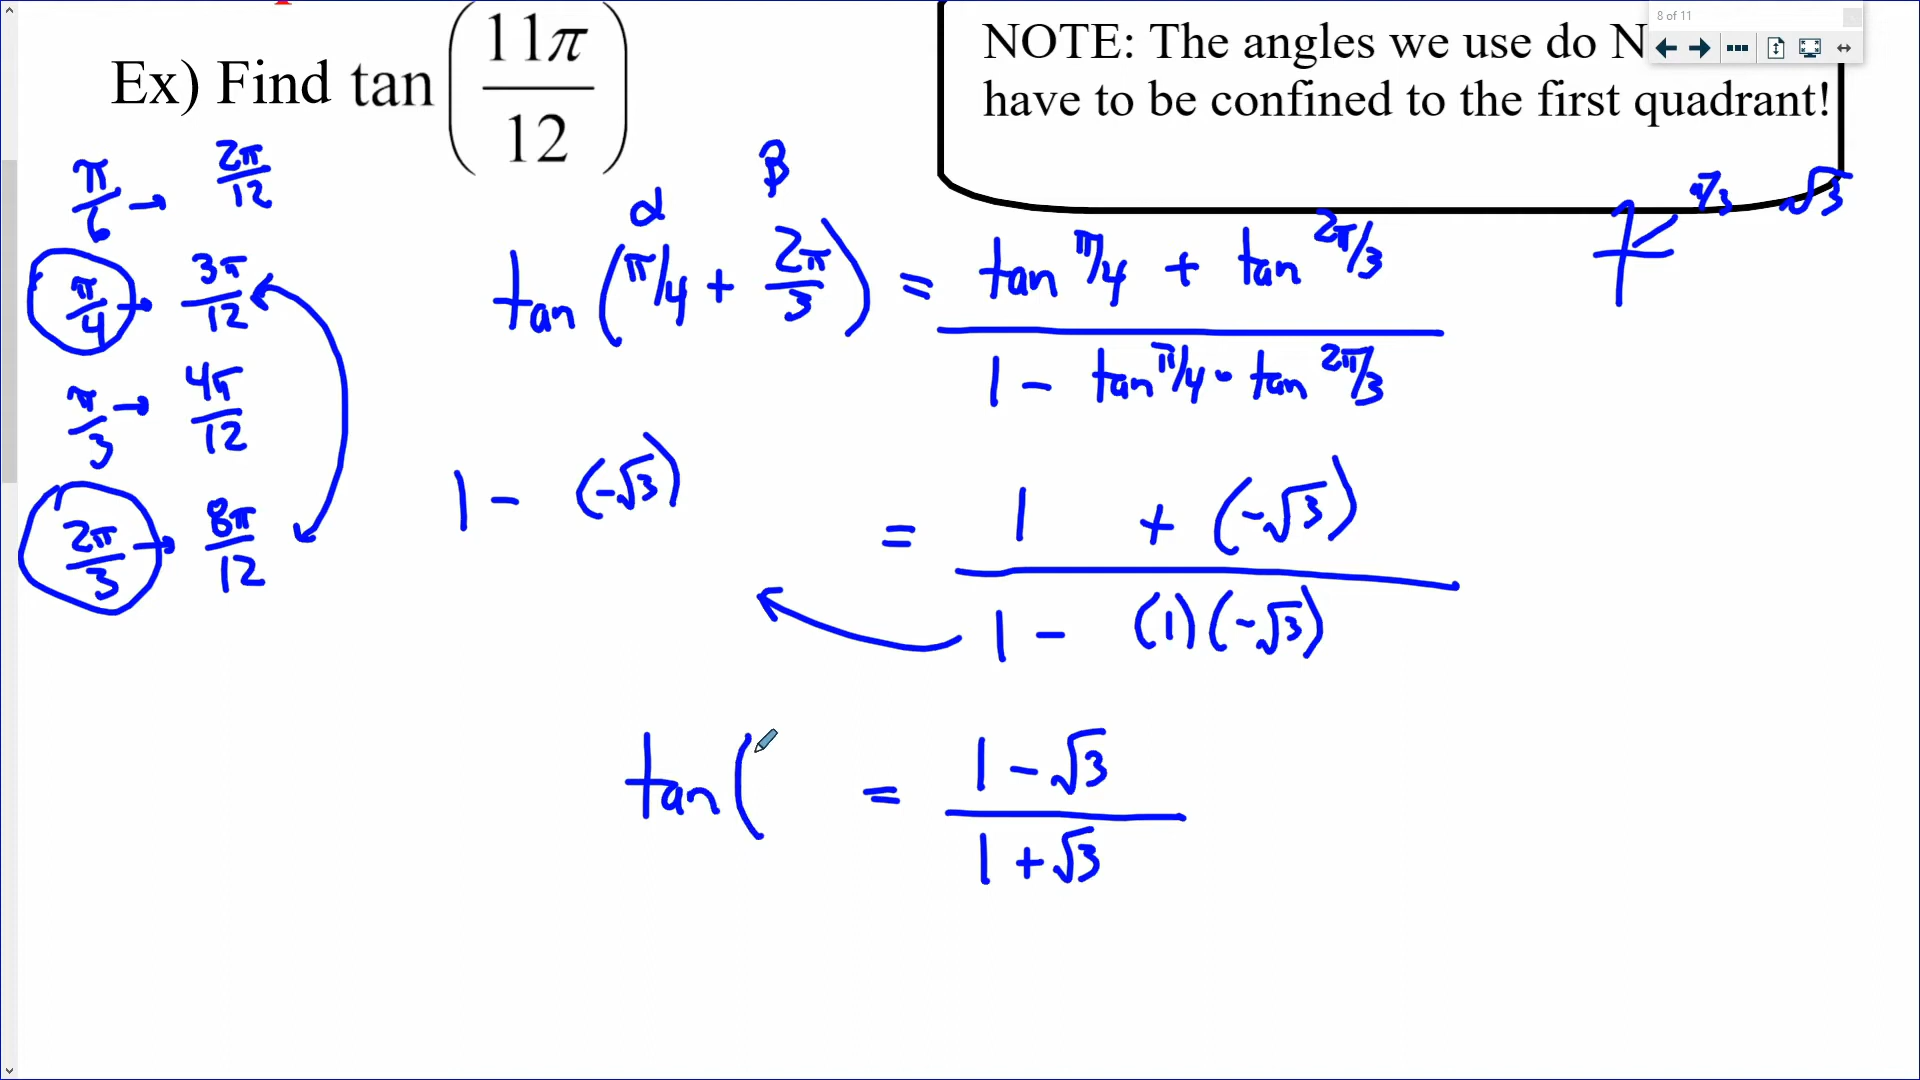 8 of 11
Ex) Find tan(11π/12)
NOTE: The angles we use do N
have to be confined to the first quadrant!
π/6 → 2π/12
π/4 → 3π/12
π/3 → 4π/12
2π/3 → 8π/12
α β
tan(π/4 + 2π/3) = (tan π/4 + tan 2π/3)/(1 - tan π/4 · tan 2π/3)
π/3 √3
1 - (-√3)
= (1 + (-√3))/(1 - (1)(-√3))
tan( = (1 - √3)/(1 + √3)